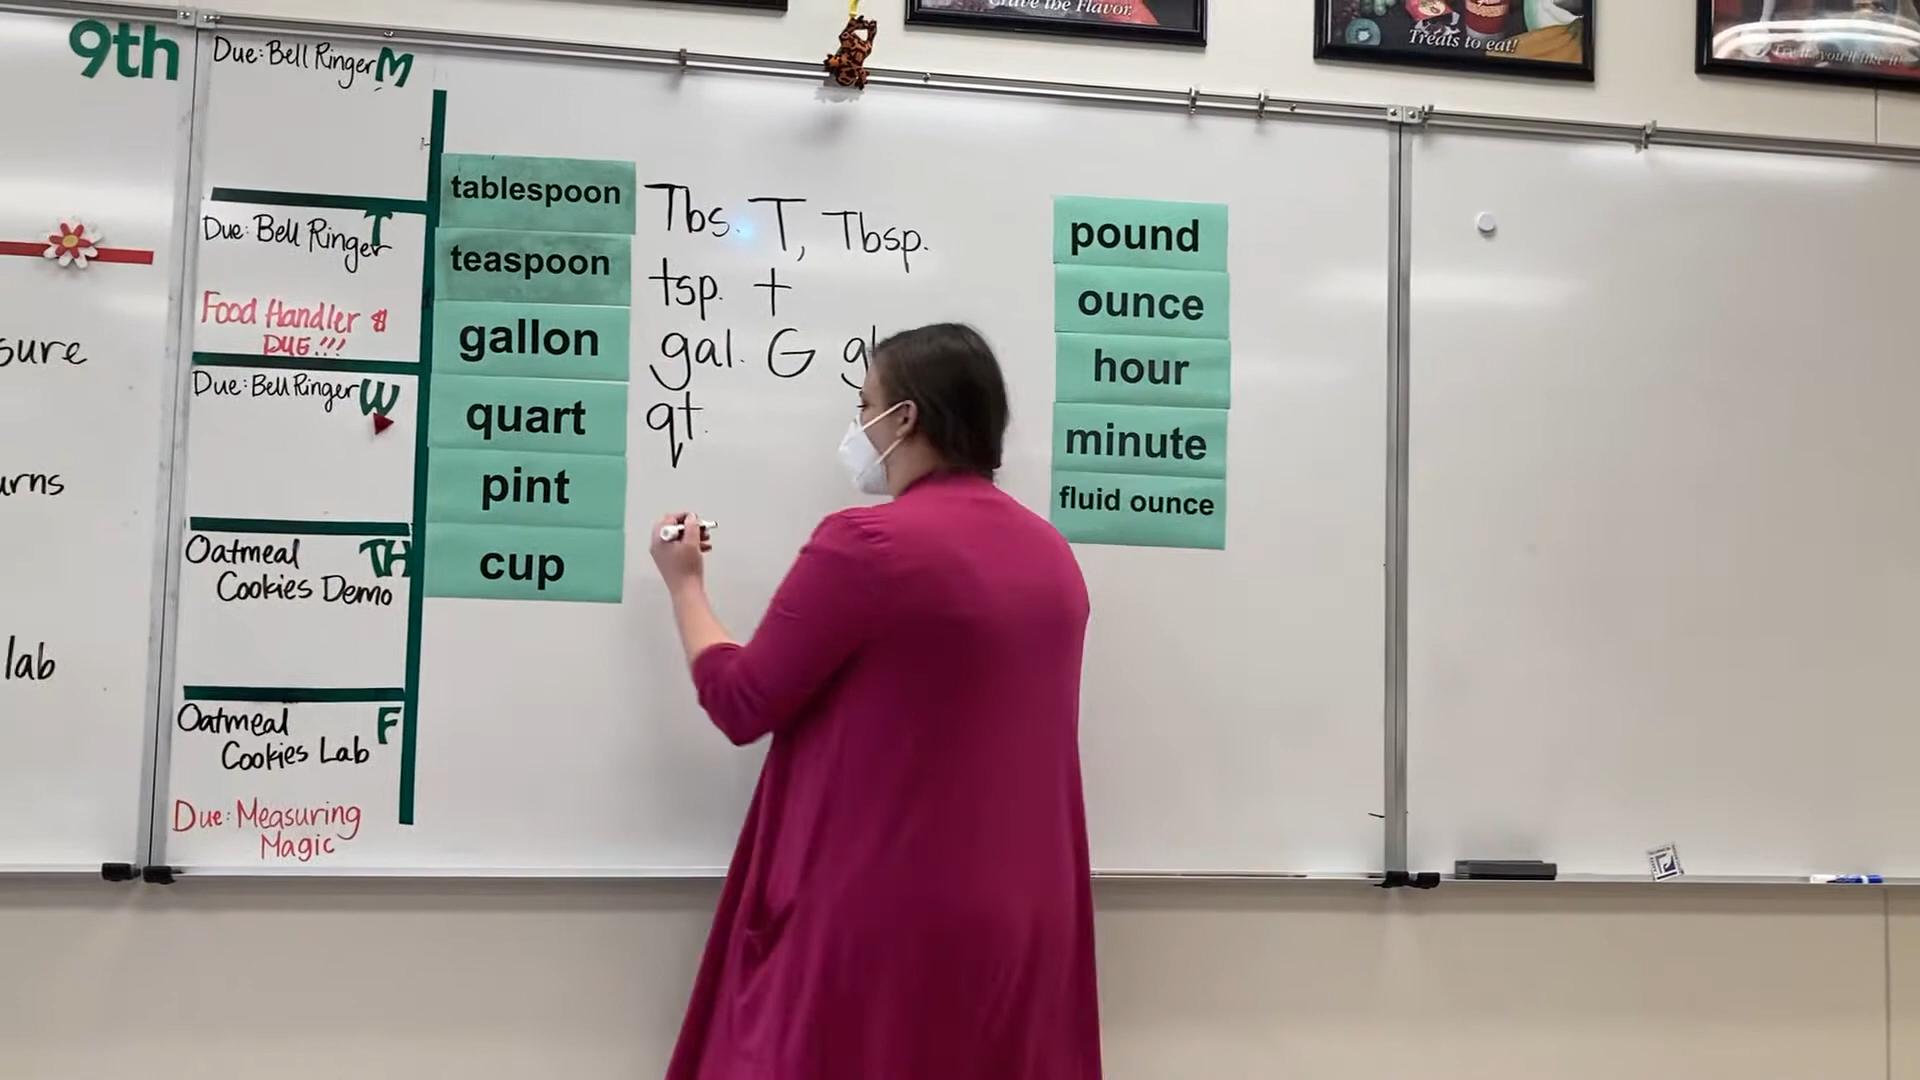 Crave the Flavor.
Treats to eat!
Try it, you'll like it!
9th
sure
urns
lab
Due: Bell Ringer M
Due: Bell Ringer T
Food Handler $
DUE!!!
Due: Bell Ringer W
Oatmeal TH
Cookies Demo
Oatmeal F
Cookies Lab
Due: Measuring
Magic
tablespoon Tbs. T, Tbsp.
teaspoon tsp. t
gallon gal. G
quart qt.
pint
cup
pound
ounce
hour
minute
fluid ounce